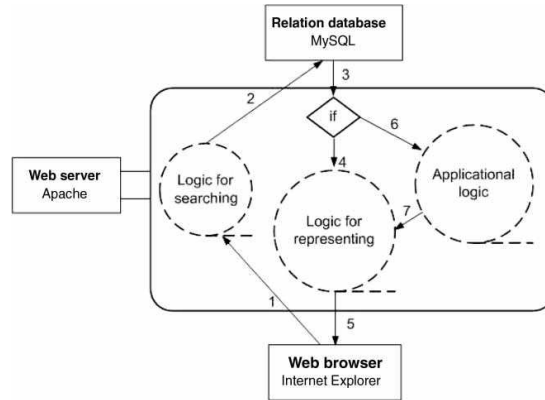 Relation database
MySQL
3
2
if
6
4
Web server
Apache
Logic for
searching
Applicational
logic
Logic for
representing
7
1
5
Web browser
Internet Explorer